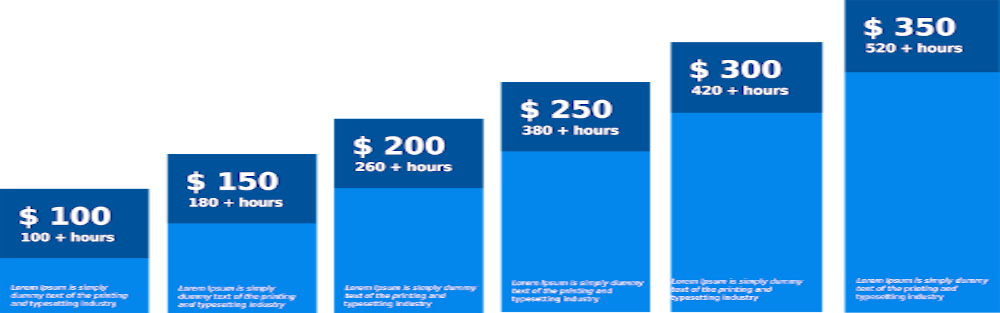 $ 100
100 + hours
Lorem Ipsum is simply
dummy text of the printing
and typesetting industry
$ 150
180 + hours
Lorem Ipsum is simply
dummy text of the printing
and typesetting industry
$ 200
260 + hours
Lorem Ipsum is simply dummy
text of the printing and
typesetting industry
$ 250
380 + hours
Lorem Ipsum is simply dummy
text of the printing and
typesetting industry
$ 300
420 + hours
Lorem Ipsum is simply dummy
text of the printing and
typesetting industry
$ 350
520 + hours
Lorem Ipsum is simply dummy
text of the printing and
typesetting industry